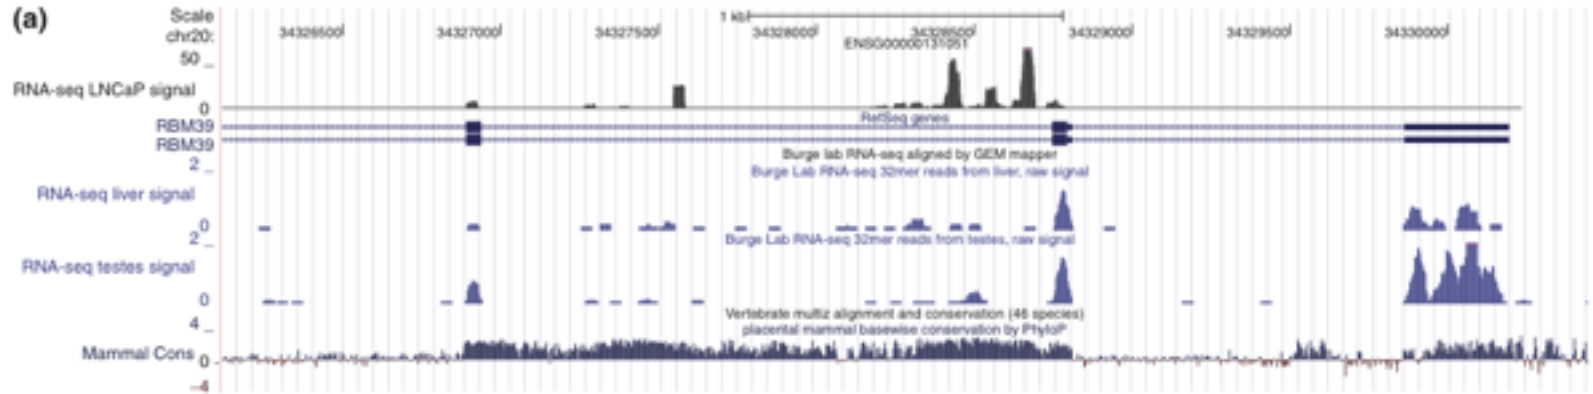 (a)
Scale
1 kb
chr20:
34326500
34327000
34327500
34328000
34328500
34329000
34329500
34330000
ENSG00000131051
50
RNA-seq LNCaP signal
0
RefSeq genes
RBM39
RBM39
Burge lab RNA-seq aligned by GEM mapper
2
Burge Lab RNA-seq 32mer reads from liver, raw signal
RNA-seq liver signal
0
2
Burge Lab RNA-seq 32mer reads from testes, raw signal
RNA-seq testes signal
0
Vertebrate multiz alignment and conservation (46 species)
4
placental mammal basewise conservation by PhyloP
Mammal Cons
0
-4